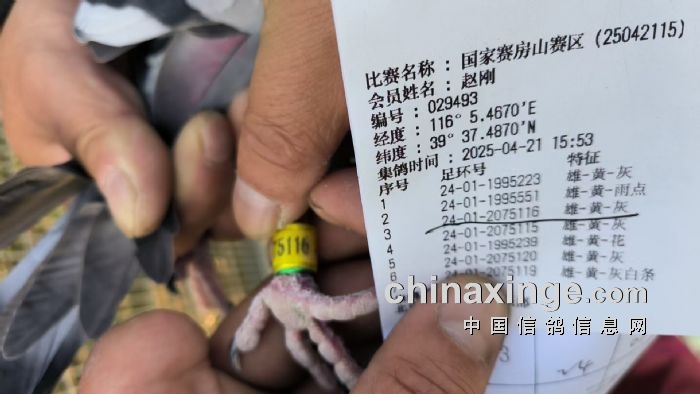 比赛名称：国家赛房山赛区（25042115）
会员姓名：赵刚
编号：029493
经度：116° 5.4670'E
纬度：39° 37.4870'N
集鸽时间：2025-04-21 15:53
序号 足环号 特征
1 24-01-1995223 雄-黄-灰
2 24-01-1995551 雄-黄-雨点
3 24-01-2075116 雄-黄-灰
4 24-01-2075115 雄-黄-灰
5 24-01-1995239 雄-黄-花
6 24-01-2075120 雄-黄-灰
24-01-2075119 雄-黄-灰白条
75116
chinaxinge.com
中国信鸽信息网